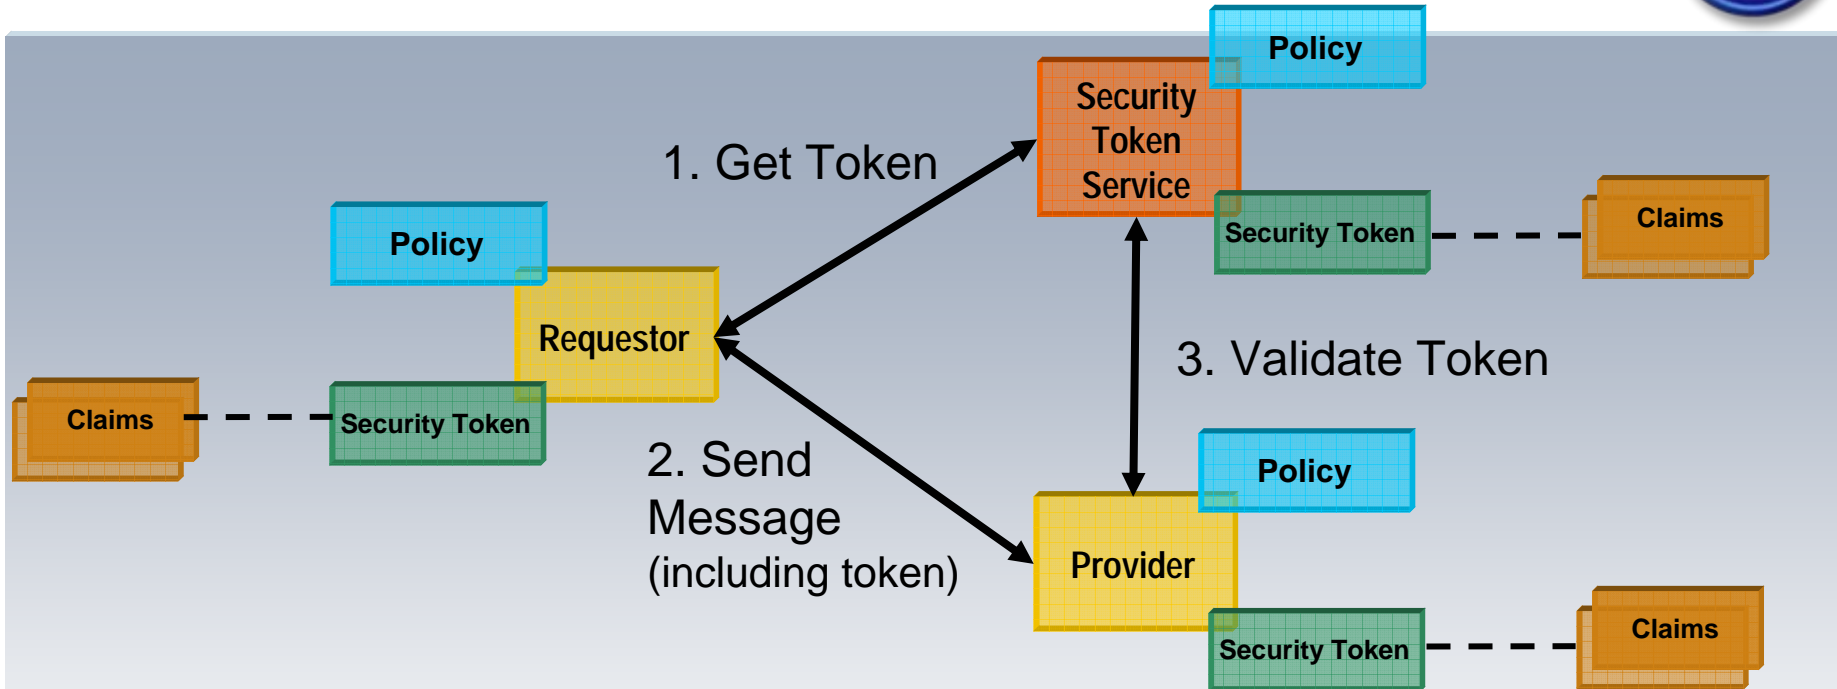 Policy
Security
Token
Service
1. Get Token
Security Token
Claims
Policy
Requestor
Claims
Security Token
3. Validate Token
2. Send
Message
(including token)
Policy
Provider
Security Token
Claims